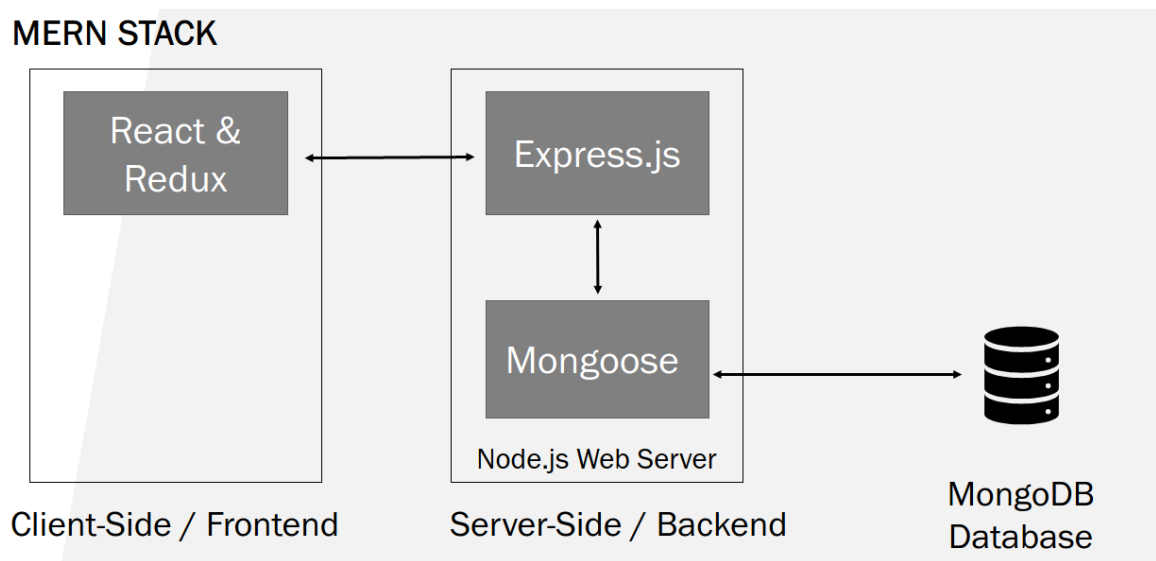 MERN STACK
React &
Redux
Express.js
Mongoose
Node.js Web Server
Client-Side / Frontend
Server-Side / Backend
MongoDB
Database